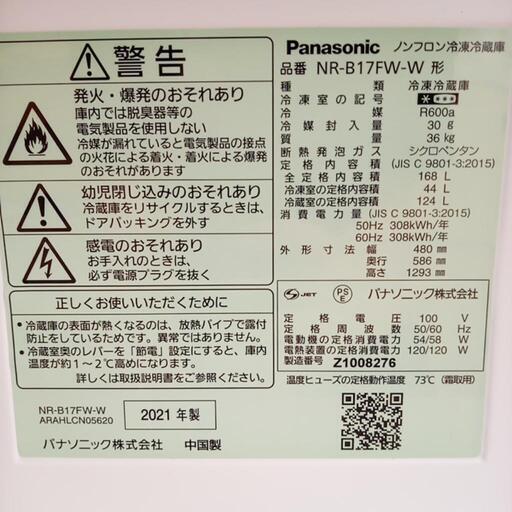 警告
発火・爆発のおそれあり
庫内では脱臭器等の
電気製品を使用しない
冷媒が漏れていると電気製品の接点
の火花による着火・着火による爆発
のおそれがあります
幼児閉じ込みのおそれあり
冷蔵庫をリサイクルするときは、
ドアパッキングを外す
感電のおそれあり
お手入れのときは、
必ず電源プラグを抜く
正しくお使いいただくために
・冷蔵庫の表面が熱くなるのは、放熱パイプで露付
防止をしているためです。異常ではありません。
・冷蔵室奥のレバーを「節電」設定にすると、庫内
温度が約1~2℃高めになります。
詳しくは取扱説明書をご覧ください。
NR-B17FW-W
ARAHLCN05620
2021 年製
パナソニック株式会社 中国製
Panasonic ノンフロン冷凍冷蔵庫
品番 NR-B17FW-W 形
種類 冷凍冷蔵庫
冷凍室の記号 ****
冷媒 R600a
冷媒封入量 30 g
質量 36 kg
断熱発泡ガス シクロペンタン
定格内容積 (JIS C 9801-3:2015)
全定格内容積 168 L
冷凍室の定格内容積 44 L
冷蔵室の定格内容積 124 L
消費電力量 (JIS C 9801-3:2015)
50Hz 308kWh/年
60Hz 308kWh/年
外形寸法 幅 480 mm
奥行 586 mm
高さ 1293 mm
JET PS E パナソニック株式会社
定格電圧 100 V
定格周波数 50/60 Hz
電動機の定格消費電力 54/58 W
電熱装置の定格消費電力 120/120 W
製造番号 Z1008276
温度ヒューズの定格動作温度 73℃ (霜取用)